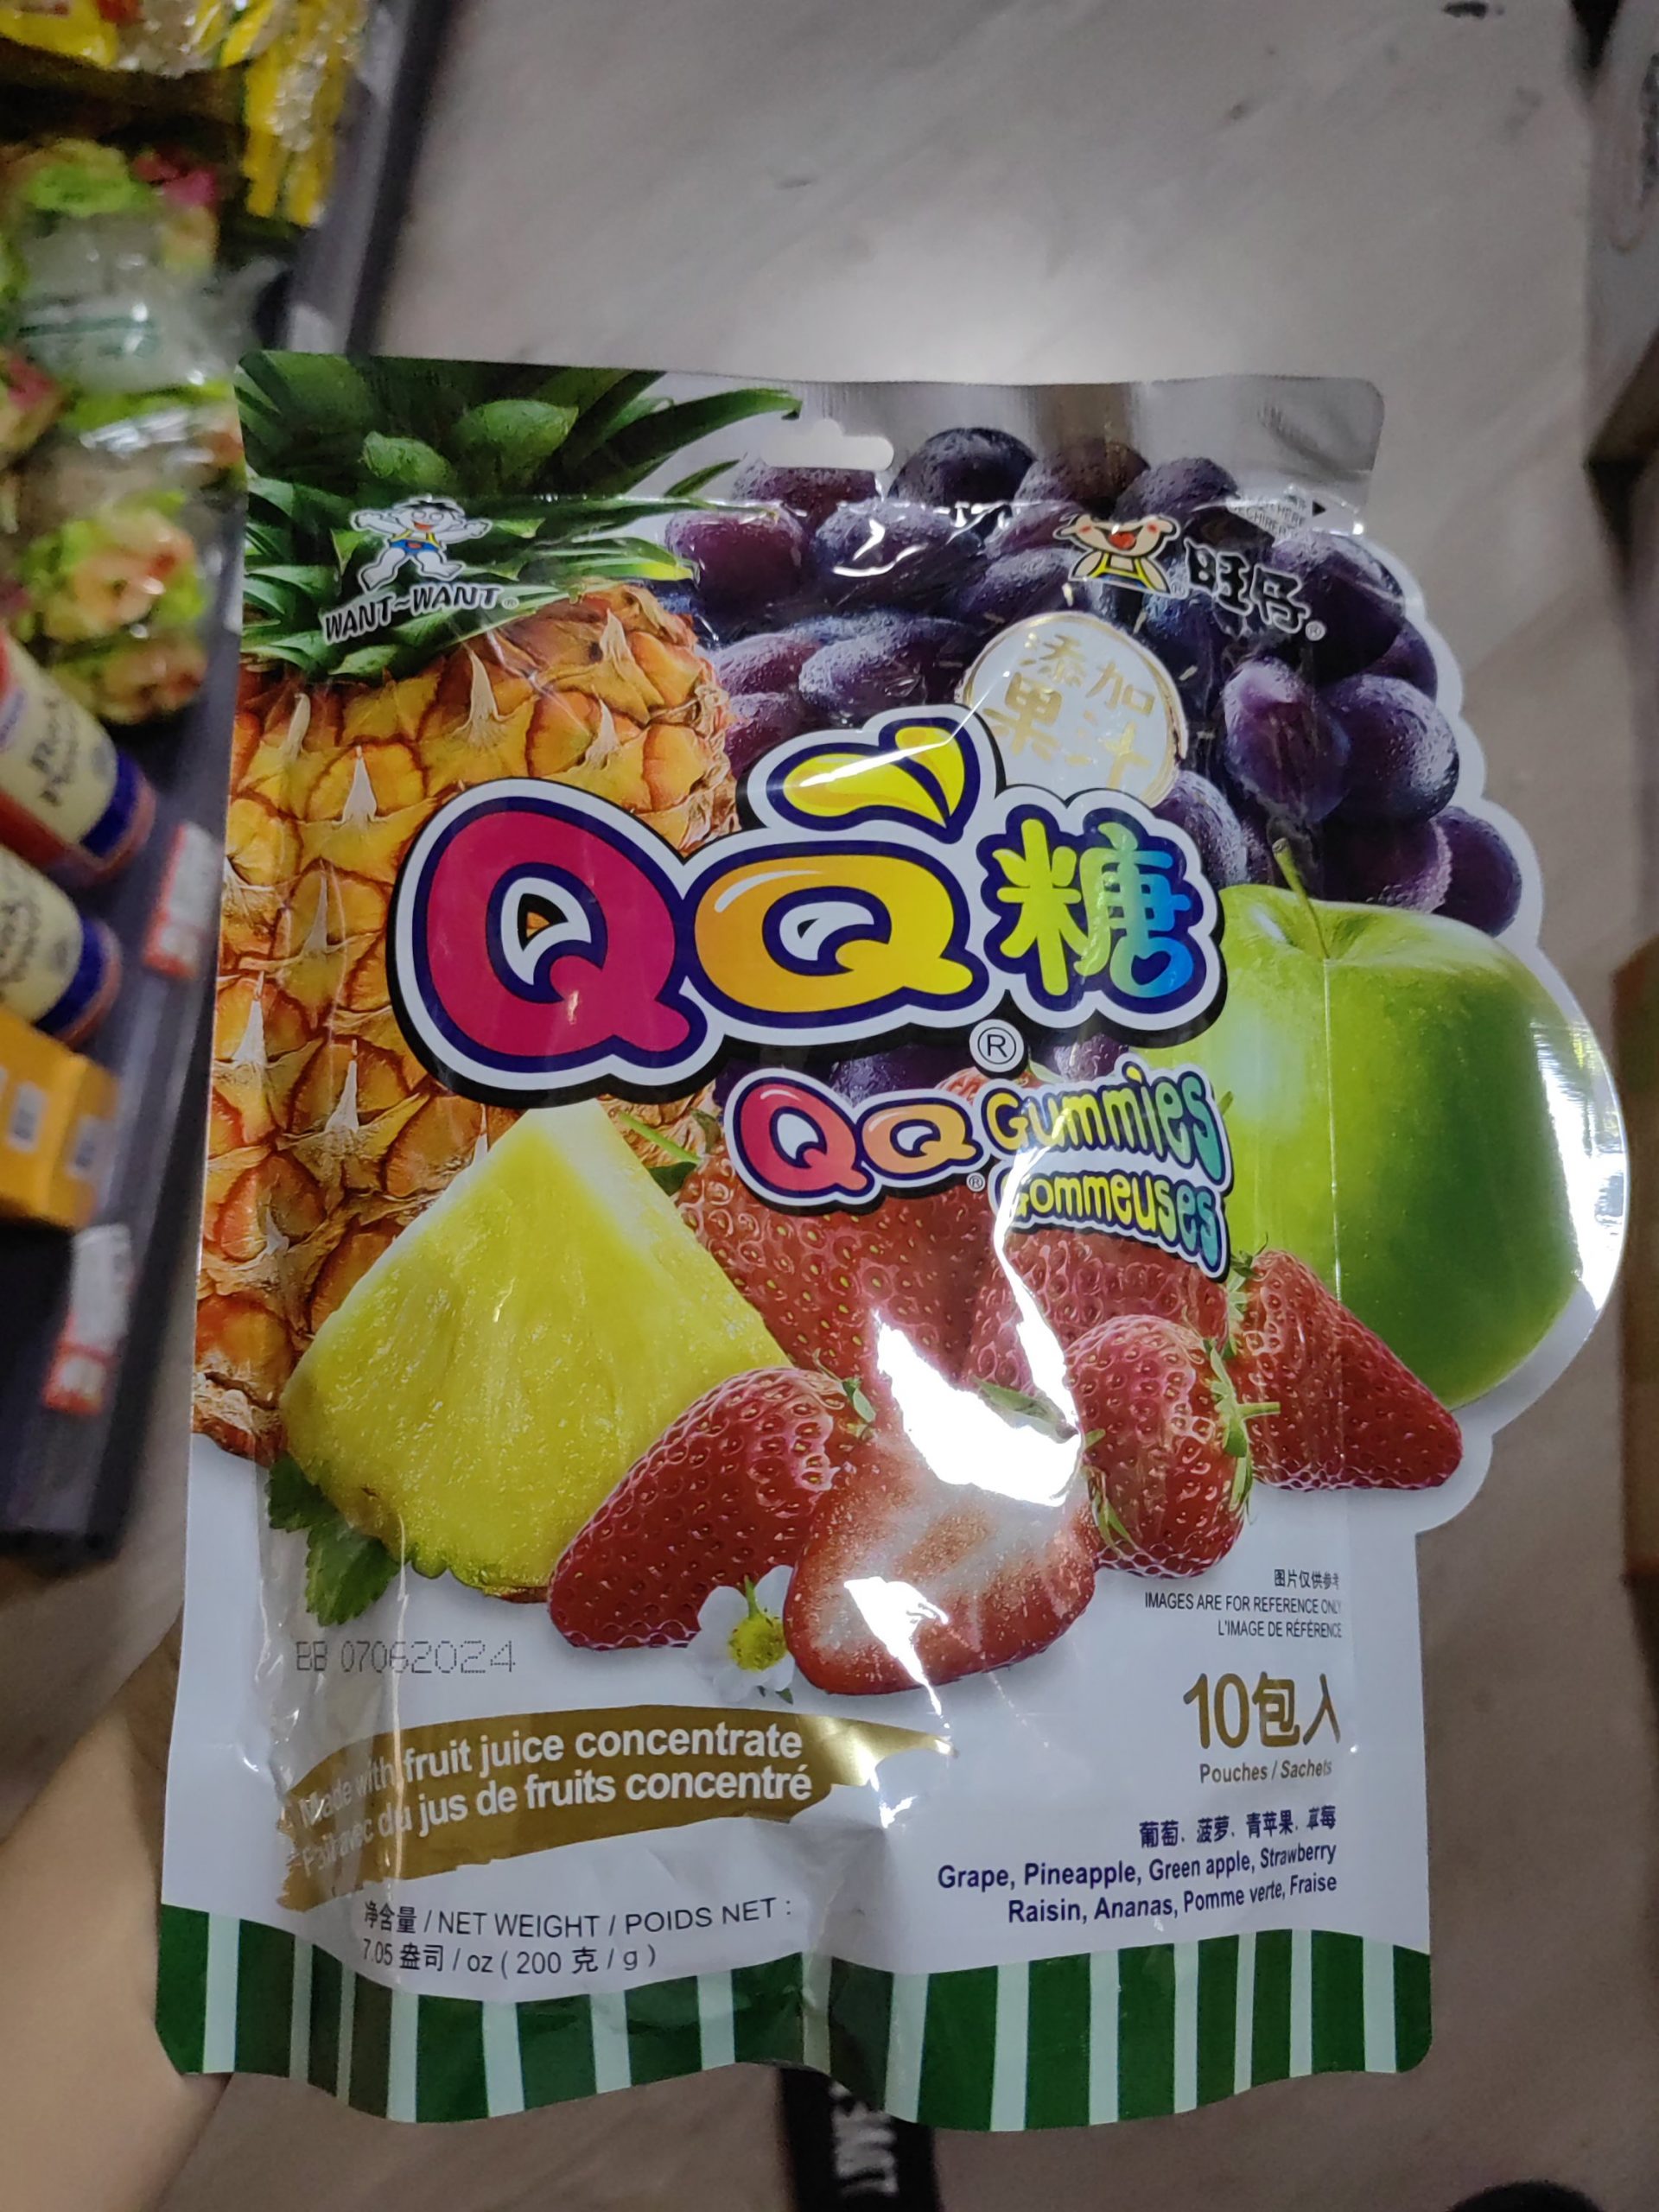 WANT~WANT®
旺仔®
添加
果汁
QQ糖®
QQ® Gummies
Gommeuses
图片仅供参考
IMAGES ARE FOR REFERENCE ONLY
L'IMAGE DE RÉFÉRENCE
BB 07062024
Made with fruit juice concentrate
Fait avec du jus de fruits concentré
10包入
Pouches / Sachets
葡萄、菠萝、青苹果、草莓
Grape, Pineapple, Green apple, Strawberry
Raisin, Ananas, Pomme verte, Fraise
净含量 / NET WEIGHT / POIDS NET :
7.05 盎司 / oz ( 200 克 / g )